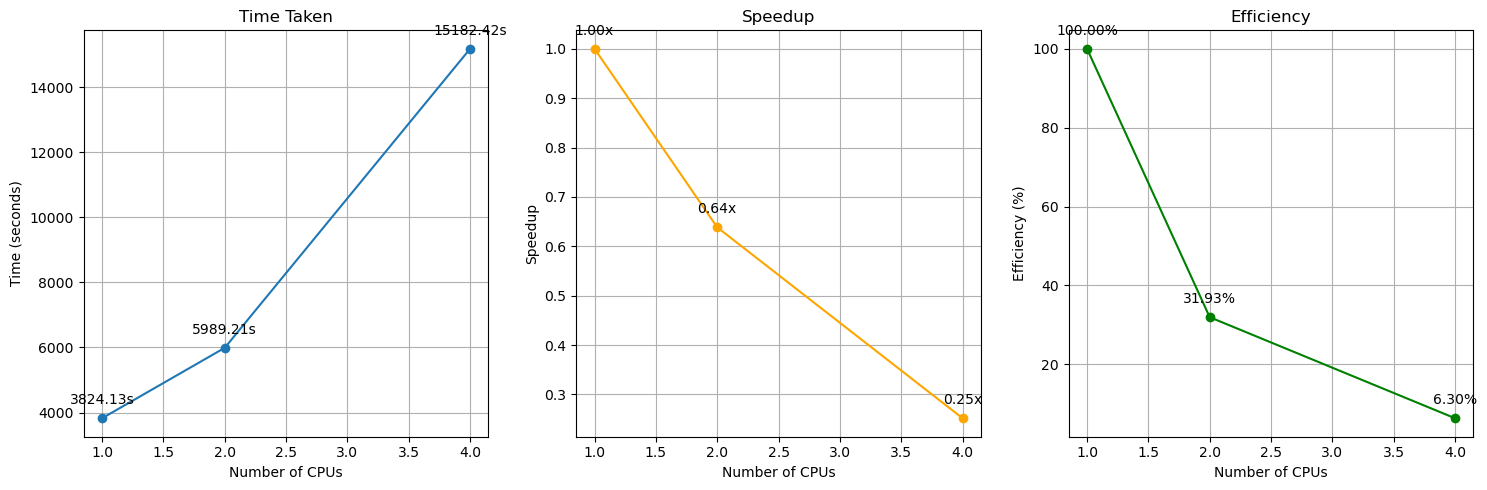 Time Taken
15182.42s
5989.21s
3824.13s
14000
12000
10000
8000
6000
4000
Time (seconds)
1.0 1.5 2.0 2.5 3.0 3.5 4.0
Number of CPUs
Speedup
1.00x
0.64x
0.25x
1.0
0.9
0.8
0.7
0.6
0.5
0.4
0.3
Speedup
1.0 1.5 2.0 2.5 3.0 3.5 4.0
Number of CPUs
Efficiency
100.00%
31.93%
6.30%
100
80
60
40
20
Efficiency (%)
1.0 1.5 2.0 2.5 3.0 3.5 4.0
Number of CPUs